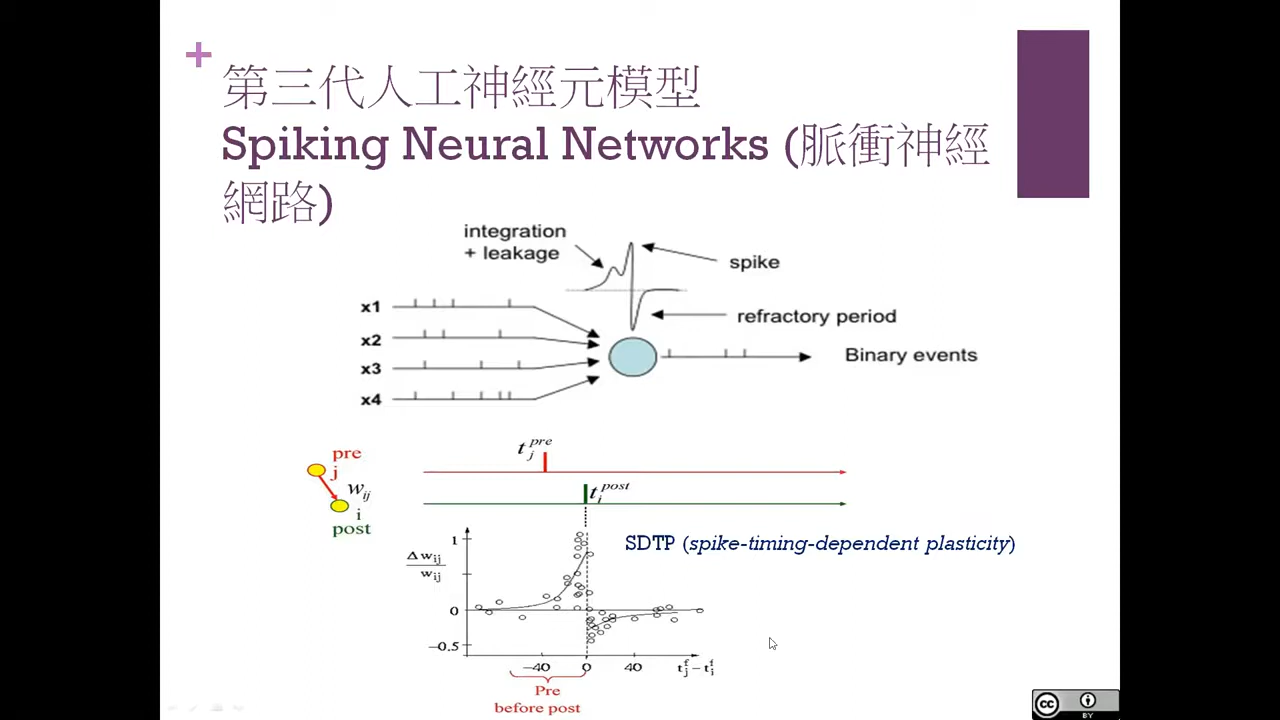 +
第三代人工神經元模型
Spiking Neural Networks (脈衝神經
網路)
integration
+ leakage
spike
refractory period
x1
x2
x3
x4
Binary events
pre
j
w_ij
i
post
t_j^pre
t_i^post
SDTP (spike-timing-dependent plasticity)
Δw_ij
w_ij
1
0
−0.5
−40
0
40
t_j^f − t_i^f
Pre
before post
cc
BY